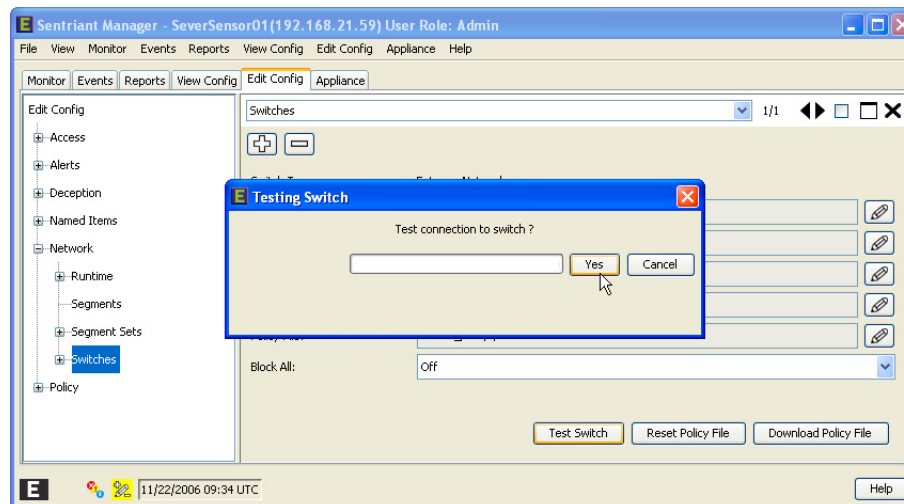 E Sentriant Manager - SeverSensor01(192.168.21.59) User Role: Admin
File View Monitor Events Reports View Config Edit Config Appliance Help
Monitor Events Reports View Config Edit Config Appliance
Edit Config
Access
Alerts
Deception
Named Items
Network
Runtime
Segments
Segment Sets
Switches
Policy
Switches 1/1
E Testing Switch
Test connection to switch ?
Yes Cancel
Block All: Off
Test Switch Reset Policy File Download Policy File
E 11/22/2006 09:34 UTC Help